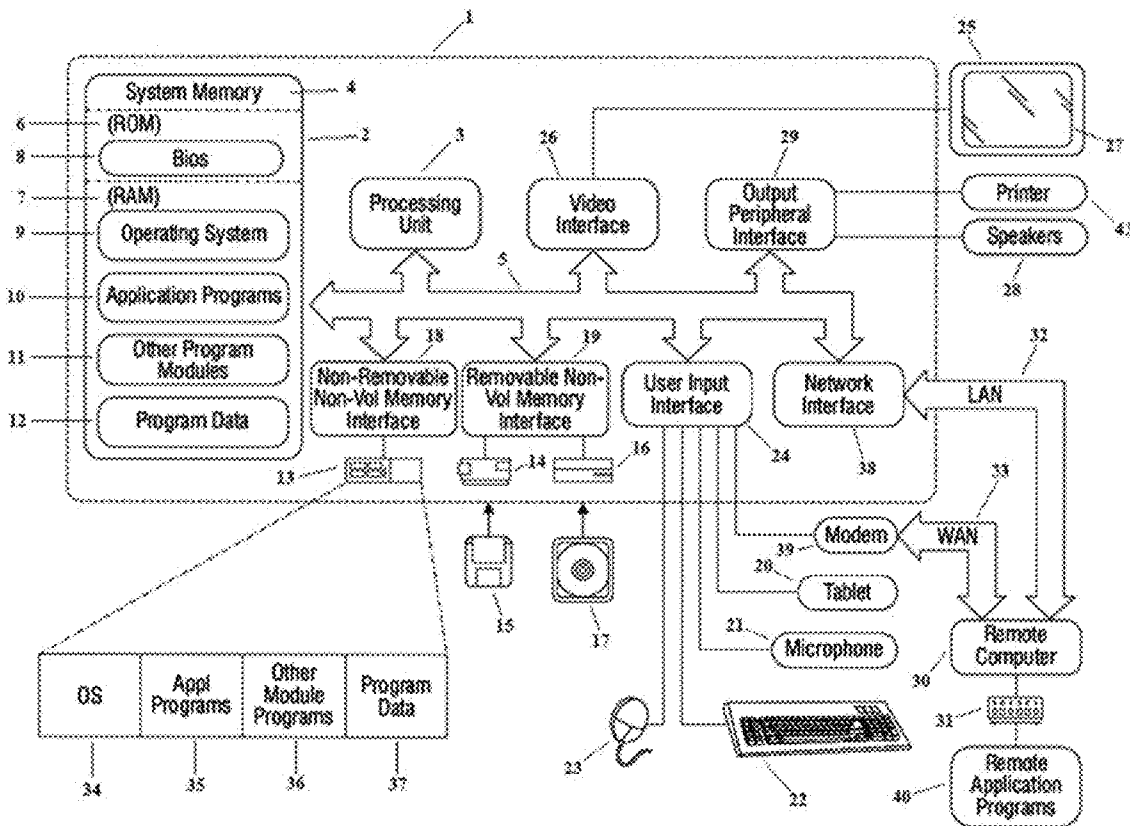 1
25
System Memory
4
6
(ROM)
2
3
26
29
8
Bios
27
7
(RAM)
Processing
Unit
Video
Interface
Output
Peripheral
Interface
Printer
9
Operating System
Speakers
5
28
10
Application Programs
18
19
32
11
Other Program
Modules
Non-Removable
Non-Vol Memory
Interface
Removable Non-
Vol Memory
Interface
User Input
Interface
Network
Interface
LAN
12
Program Data
13
14
16
24
38
33
Modem
WAN
39
20
Tablet
15
17
21
Microphone
Remote
Computer
30
OS
Appl
Programs
Other
Module
Programs
Program
Data
31
23
22
34
35
36
37
40
Remote
Application
Programs